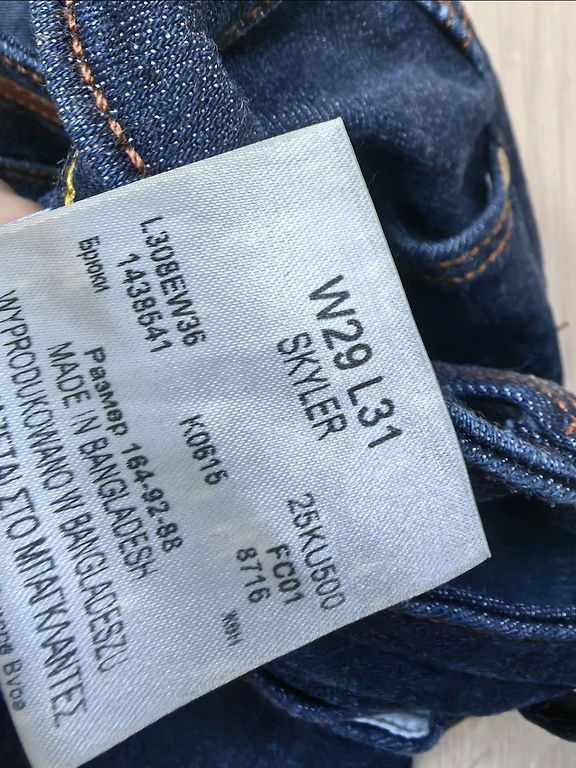 W29 L31
SKYLER
25KU500
FC01
8716
жен
L308EW36
1438541
K0615
Брюки
Размер 164-92-88
MADE IN BANGLADESH
WYPRODUKOWANO W BANGLADESZU
ΣΤΟ ΜΠΑΓΚΛΑΝΤΕΣ